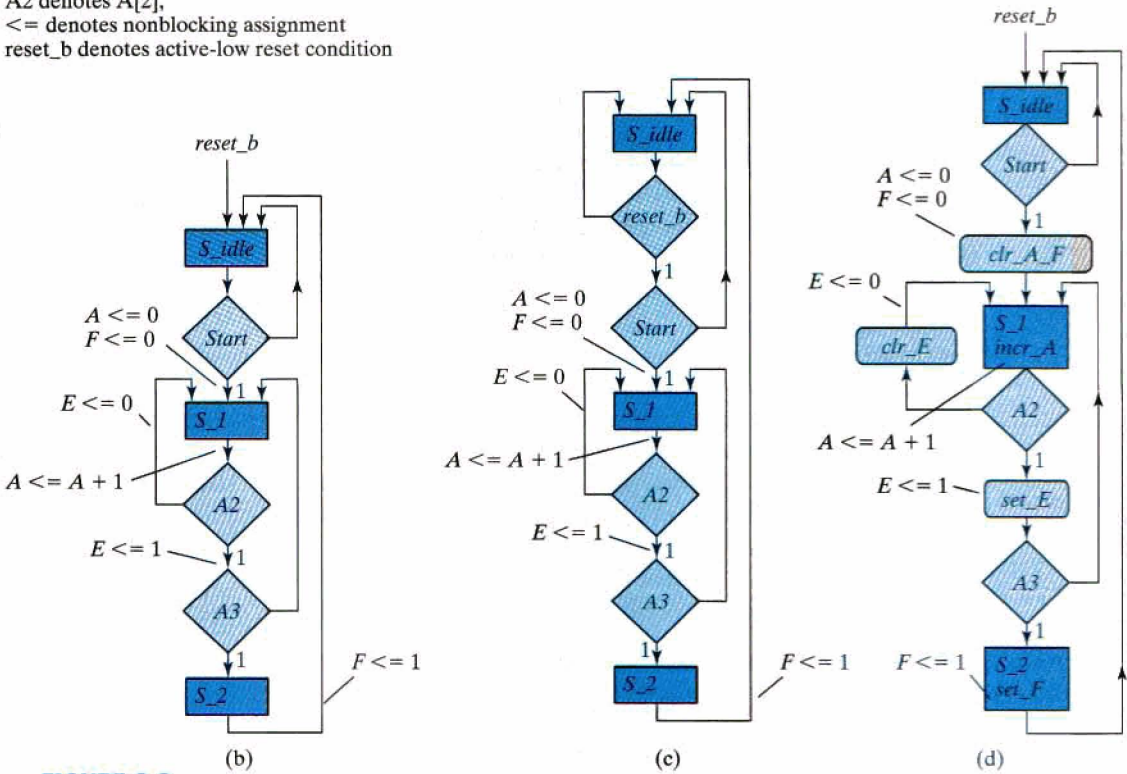 A2 denotes A[2],
<= denotes nonblocking assignment
reset_b denotes active-low reset condition
reset_b
S_idle
Start
A <= 0
F <= 0
1
E <= 0
S_1
A <= A + 1
A2
E <= 1
1
A3
1
S_2
F <= 1
(b)
S_idle
reset_b
1
Start
A <= 0
F <= 0
1
E <= 0
S_1
A <= A + 1
A2
E <= 1
1
A3
1
S_2
F <= 1
(c)
reset_b
S_idle
Start
A <= 0
F <= 0
1
clr_A_F
E <= 0
S_1
incr_A
clr_E
A2
A <= A + 1
1
E <= 1
set_E
A3
1
F <= 1
S_2
set_F
(d)